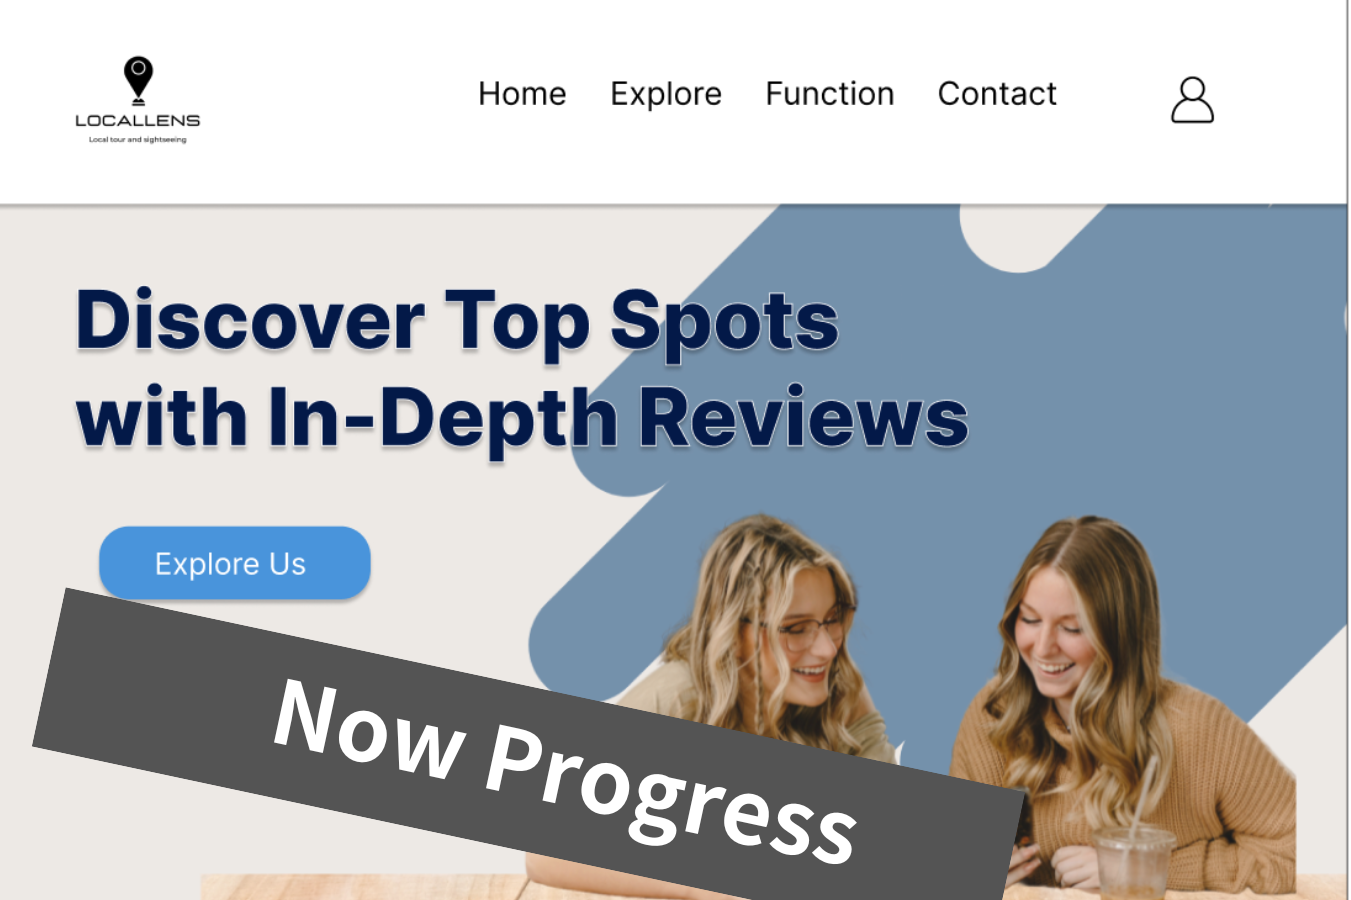 LOCALLENS
Local tour and sightseeing
Home Explore Function Contact
Discover Top Spots
with In-Depth Reviews
Explore Us
Now Progress